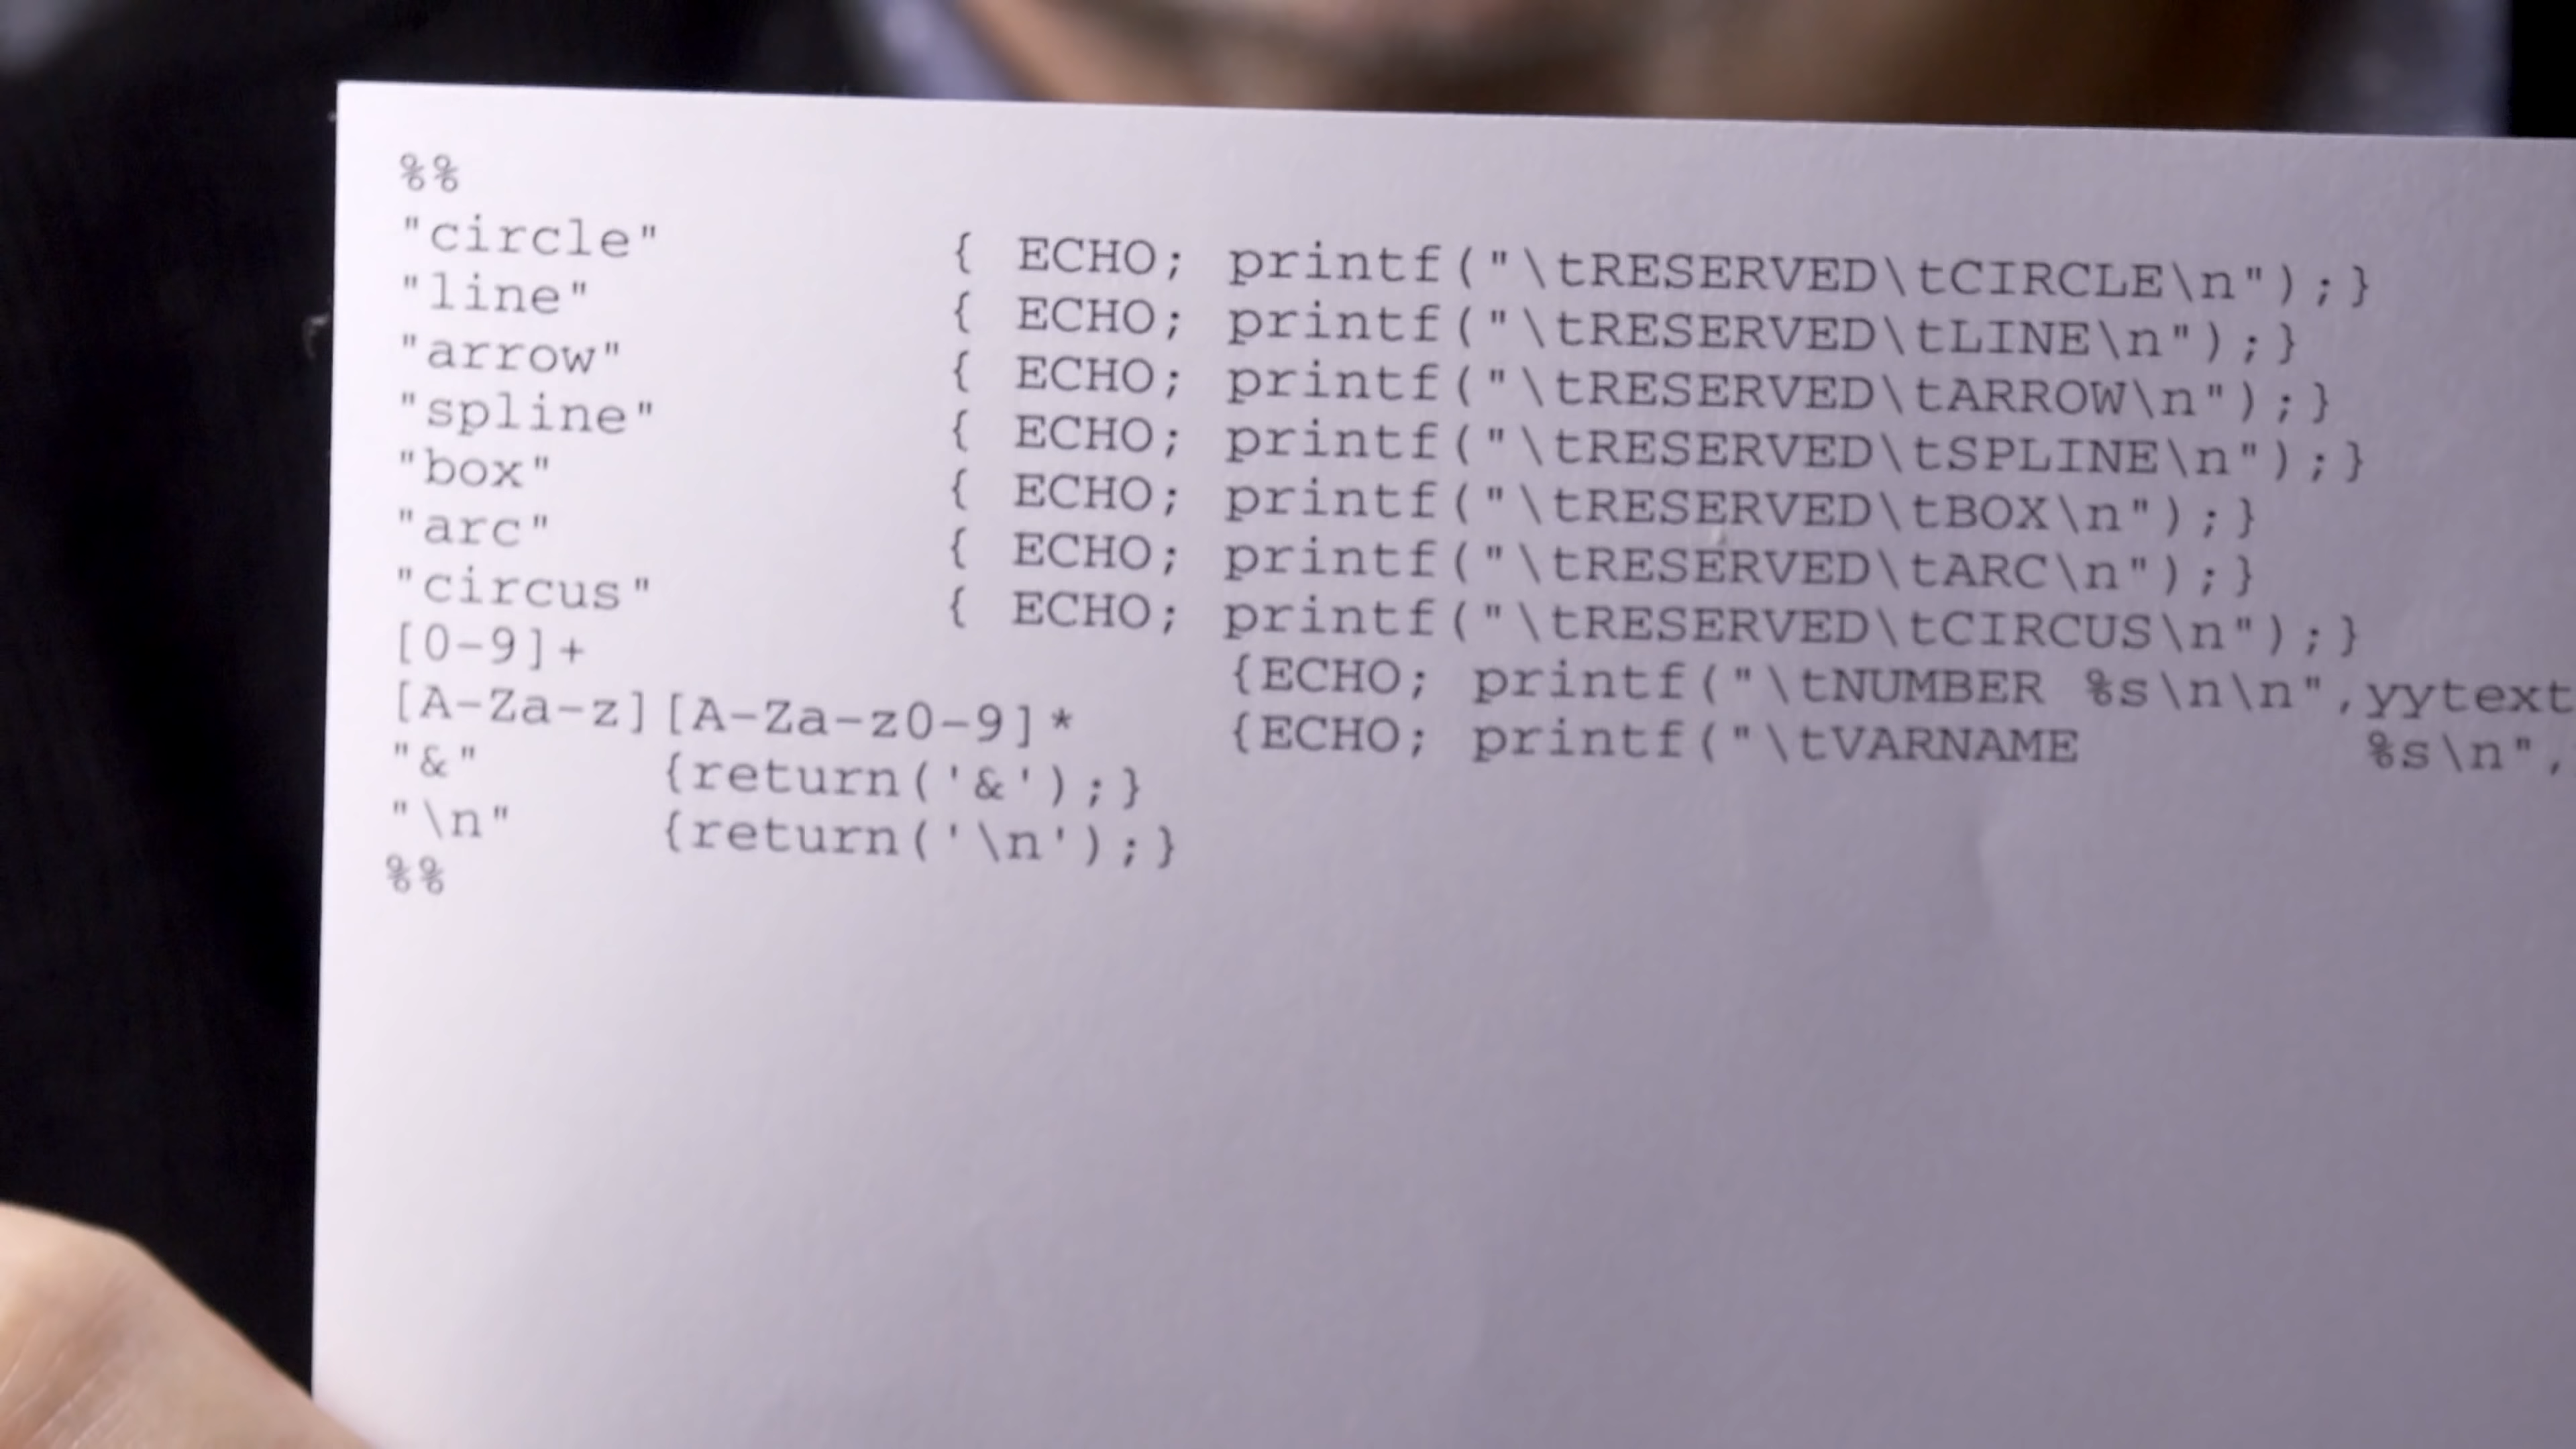 %%
"circle" { ECHO; printf("\tRESERVED\tCIRCLE\n");}
"line" { ECHO; printf("\tRESERVED\tLINE\n");}
"arrow" { ECHO; printf("\tRESERVED\tARROW\n");}
"spline" { ECHO; printf("\tRESERVED\tSPLINE\n");}
"box" { ECHO; printf("\tRESERVED\tBOX\n");}
"arc" { ECHO; printf("\tRESERVED\tARC\n");}
"circus" { ECHO; printf("\tRESERVED\tCIRCUS\n");}
[0-9]+ {ECHO; printf("\tNUMBER %s\n\n",yytext
[A-Za-z][A-Za-z0-9]* {ECHO; printf("\tVARNAME %s\n",
"&" {return('&');}
"\n" {return('\n');}
%%